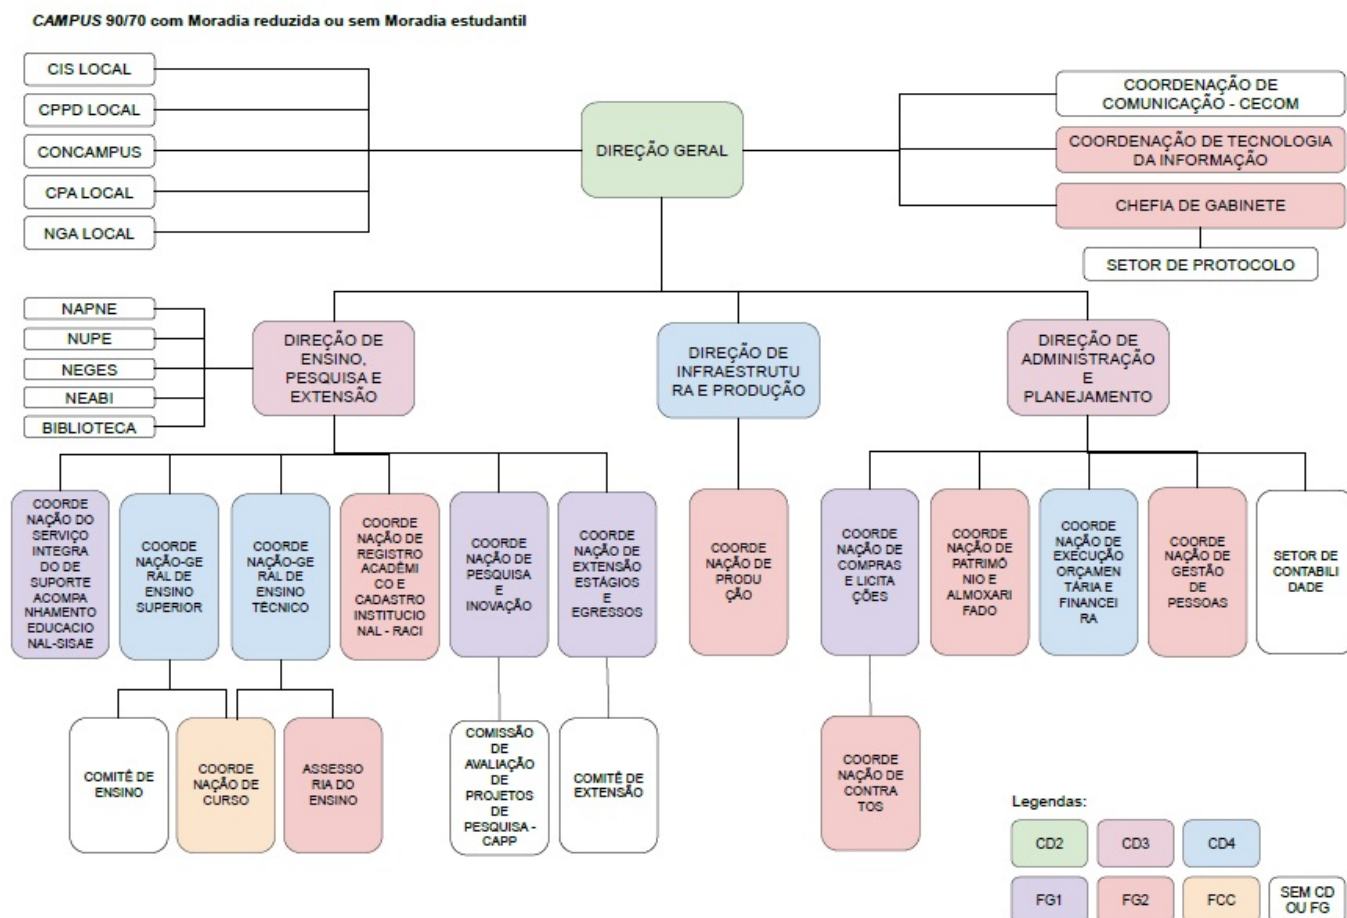 CAMPUS 90/70 com Moradia reduzida ou sem Moradia estudantil
CIS LOCAL
CPPD LOCAL
CONCAMPUS
CPA LOCAL
NGA LOCAL
DIREÇÃO GERAL
COORDENAÇÃO DE
COMUNICAÇÃO - CECOM
COORDENAÇÃO DE TECNOLOGIA
DA INFORMAÇÃO
CHEFIA DE GABINETE
SETOR DE PROTOCOLO
NAPNE
NUPE
NEGES
NEABI
BIBLIOTECA
DIREÇÃO DE
ENSINO,
PESQUISA E
EXTENSÃO
DIREÇÃO DE
INFRAESTRUTU
RA E PRODUÇÃO
DIREÇÃO DE
ADMINISTRAÇÃO
E
PLANEJAMENTO
COORDE
NAÇÃO DO
SERVIÇO
INTEGRA
DO DE
SUPORTE
ACOMPA
NHAMENTO
EDUCACIO
NAL-SISAE
COORDE
NAÇÃO-GE
RAL DE
ENSINO
SUPERIOR
COORDE
NAÇÃO-GE
RAL DE
ENSINO
TÉCNICO
COORDE
NAÇÃO DE
REGISTRO
ACADÊMI
CO E
CADASTRO
INSTITUCIO
NAL - RACI
COORDE
NAÇÃO DE
PESQUISA
E
INOVAÇÃO
COORDE
NAÇÃO DE
EXTENSÃO
ESTÁGIOS
E
EGRESSOS
COORDE
NAÇÃO DE
PRODU
ÇÃO
COORDE
NAÇÃO DE
COMPRAS
E LICITA
ÇÕES
COORDE
NAÇÃO DE
PATRIMÔ
NIO E
ALMOXARI
FADO
COORDE
NAÇÃO DE
EXECUÇÃO
ORÇAMEN
TÁRIA E
FINANCEI
RA
COORDE
NAÇÃO DE
GESTÃO
DE
PESSOAS
SETOR DE
CONTABILI
DADE
COMITÊ DE
ENSINO
COORDE
NAÇÃO DE
CURSO
ASSESSO
RIA DO
ENSINO
COMISSÃO
DE
AVALIAÇÃO
DE
PROJETOS
DE
PESQUISA -
CAPP
COMITÊ DE
EXTENSÃO
COORDE
NAÇÃO DE
CONTRA
TOS
Legendas:
CD2
CD3
CD4
FG1
FG2
FCC
SEM CD
OU FG